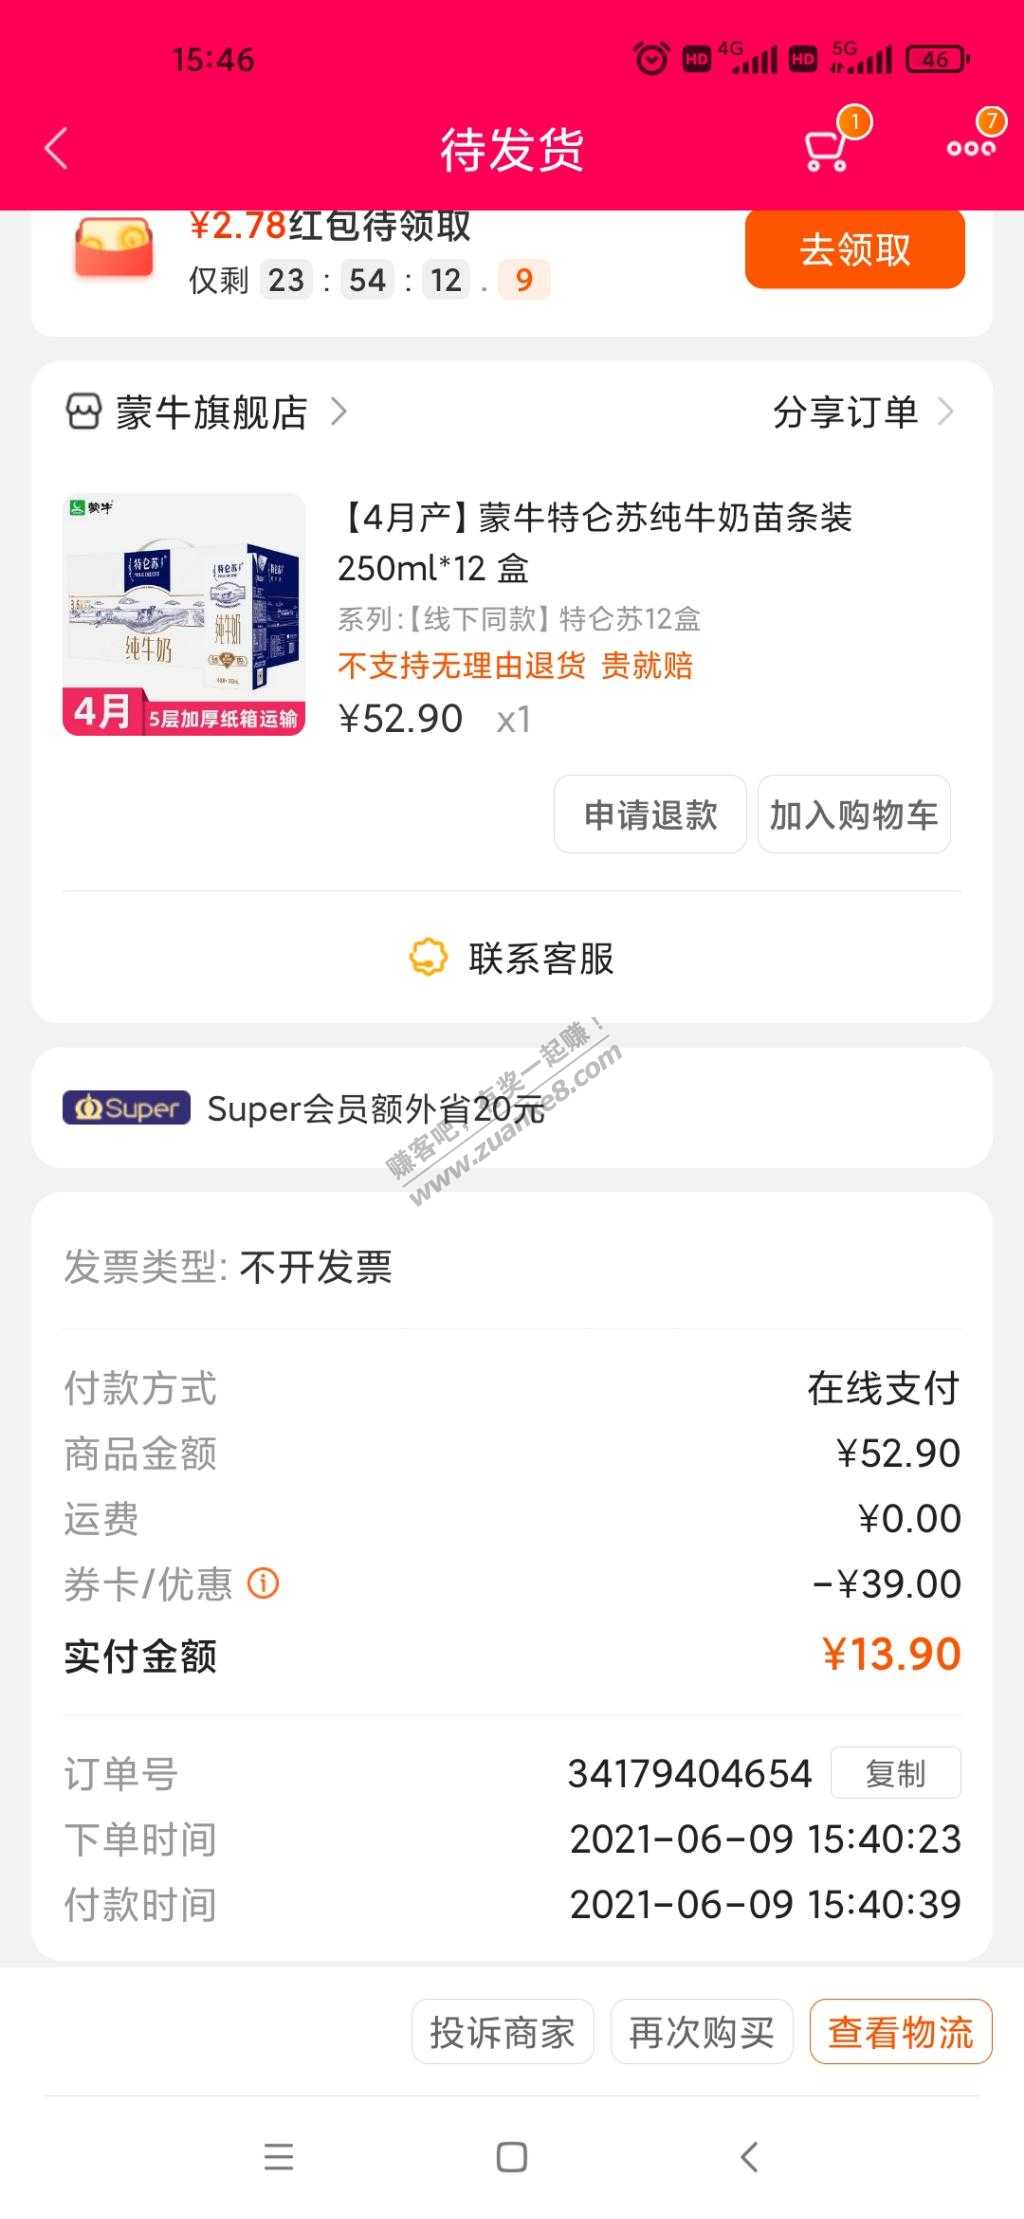 15:46
HD 4G HD 5G 46
待发货
1
7
¥2.78红包待领取
仅剩 23 : 54 : 12 . 9
去领取
蒙牛旗舰店
分享订单
蒙牛
特仑苏
特仑苏
特仑苏
纯牛奶
纯牛奶
4月 5层加厚纸箱运输
【4月产】蒙牛特仑苏纯牛奶苗条装
250ml*12 盒
系列:【线下同款】特仑苏12盒
不支持无理由退货 贵就赔
¥52.90 x1
申请退款
加入购物车
联系客服
赚客吧，有奖一起赚！
www.zuanke8.com
Super Super会员额外省20元
发票类型: 不开发票
付款方式 在线支付
商品金额 ¥52.90
运费 ¥0.00
券卡/优惠 -¥39.00
实付金额 ¥13.90
订单号 34179404654 复制
下单时间 2021-06-09 15:40:23
付款时间 2021-06-09 15:40:39
投诉商家
再次购买
查看物流